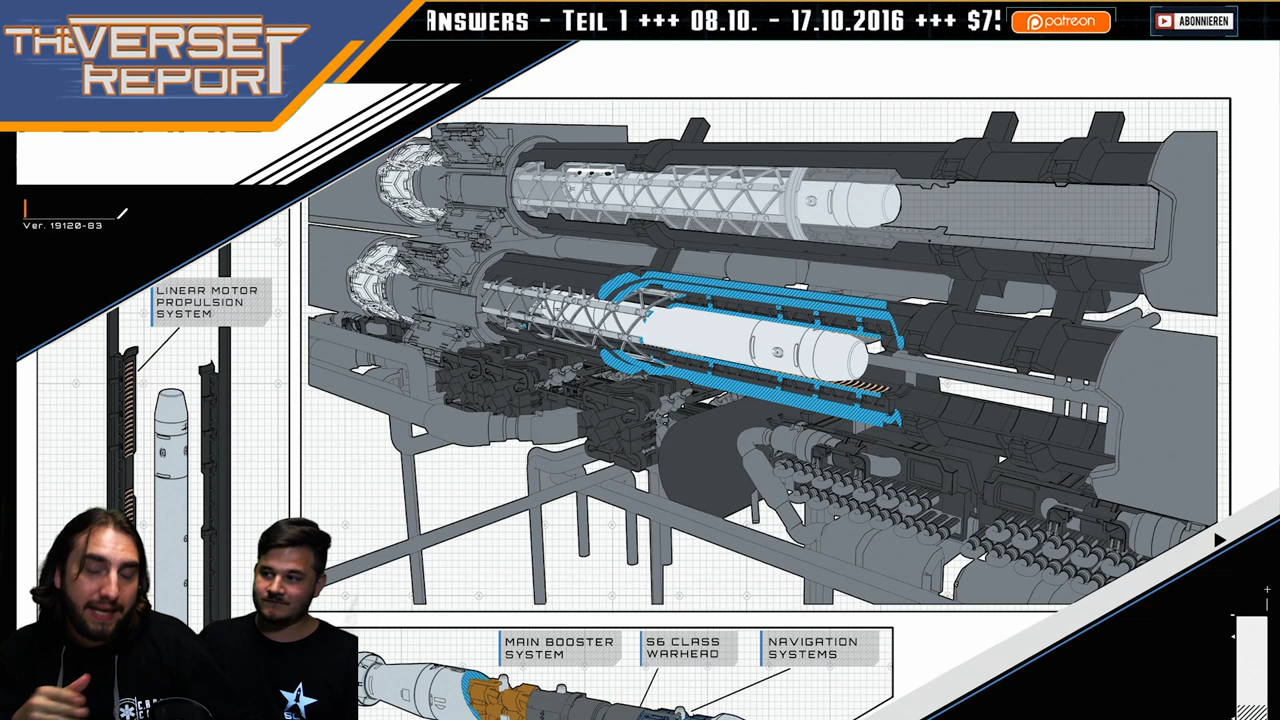 THE VERSE
REPORT
Answers - Teil 1 +++ 08.10. - 17.10.2016 +++ $75
patreon
ABONNIEREN
Ver. 19120-83
LINEAR MOTOR
PROPULSION
SYSTEM
MAIN BOOSTER
SYSTEM
S6 CLASS
WARHEAD
NAVIGATION
SYSTEMS